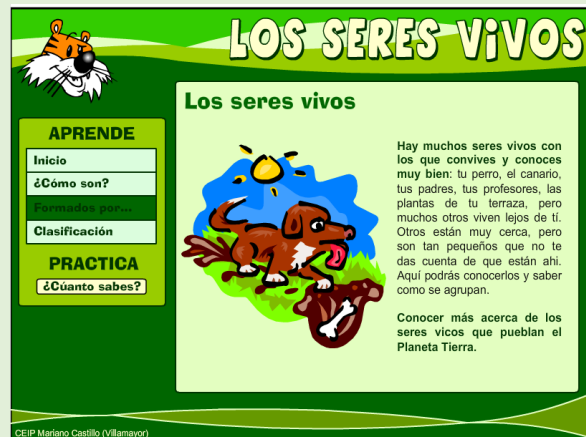 LOS SERES ViVOS
Los seres vivos
APRENDE
Inicio
¿Cómo son?
Formados por...
Clasificación
PRACTICA
¿Cúanto sabes?
Hay muchos seres vivos con
los que convives y conoces
muy bien: tu perro, el canario,
tus padres, tus profesores, las
plantas de tu terraza, pero
muchos otros viven lejos de tí.
Otros están muy cerca, pero
son tan pequeños que no te
das cuenta de que están ahi.
Aquí podrás conocerlos y saber
como se agrupan.
Conocer más acerca de los
seres vicos que pueblan el
Planeta Tierra.
CEIP Mariano Castillo (Villamayor)